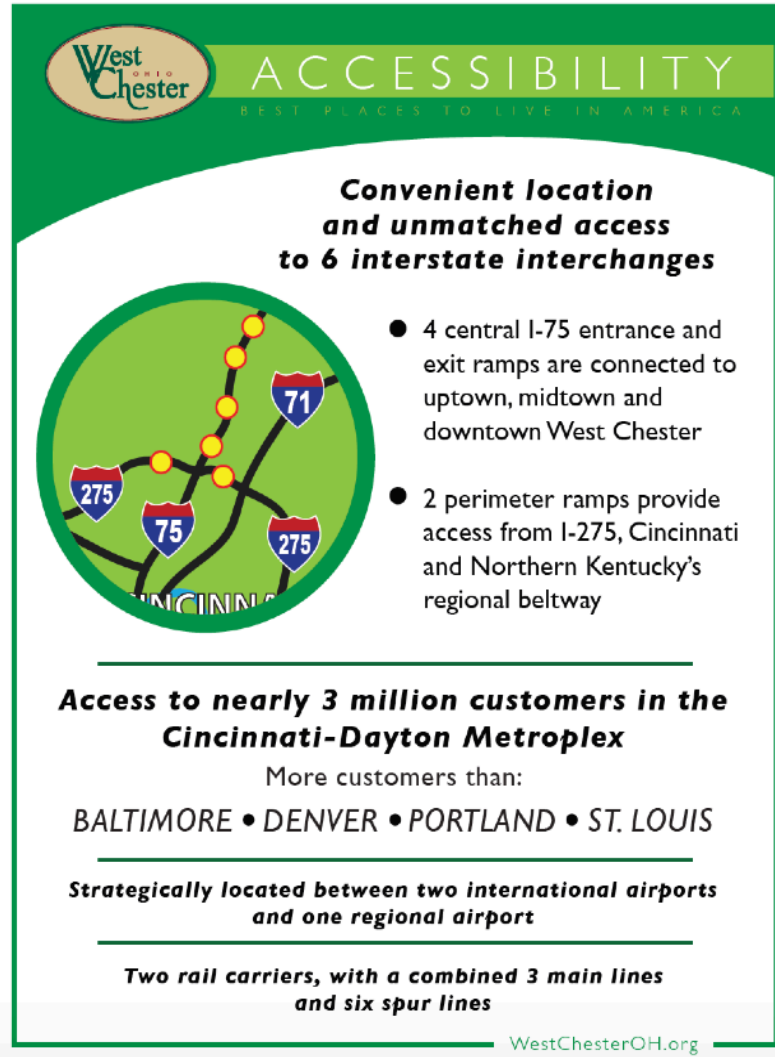 West
OHIO
Chester
ACCESSIBILITY
BEST PLACES TO LIVE IN AMERICA
Convenient location
and unmatched access
to 6 interstate interchanges
● 4 central I-75 entrance and
exit ramps are connected to
uptown, midtown and
downtown West Chester
● 2 perimeter ramps provide
access from I-275, Cincinnati
and Northern Kentucky's
regional beltway
71
275
75
275
INCINNA
Access to nearly 3 million customers in the
Cincinnati-Dayton Metroplex
More customers than:
BALTIMORE ● DENVER ● PORTLAND ● ST. LOUIS
Strategically located between two international airports
and one regional airport
Two rail carriers, with a combined 3 main lines
and six spur lines
WestChesterOH.org